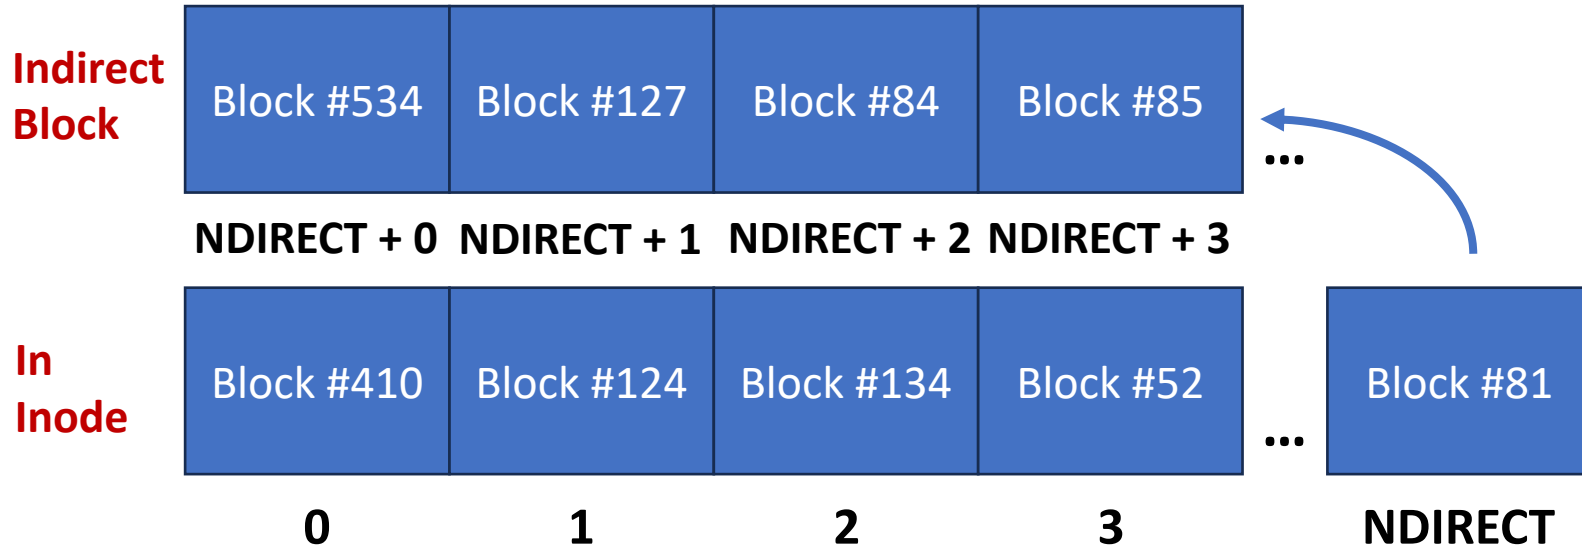 Indirect
Block
Block #534 Block #127 Block #84 Block #85
...
NDIRECT + 0 NDIRECT + 1 NDIRECT + 2 NDIRECT + 3
In
Inode
Block #410 Block #124 Block #134 Block #52 ... Block #81
0 1 2 3 NDIRECT